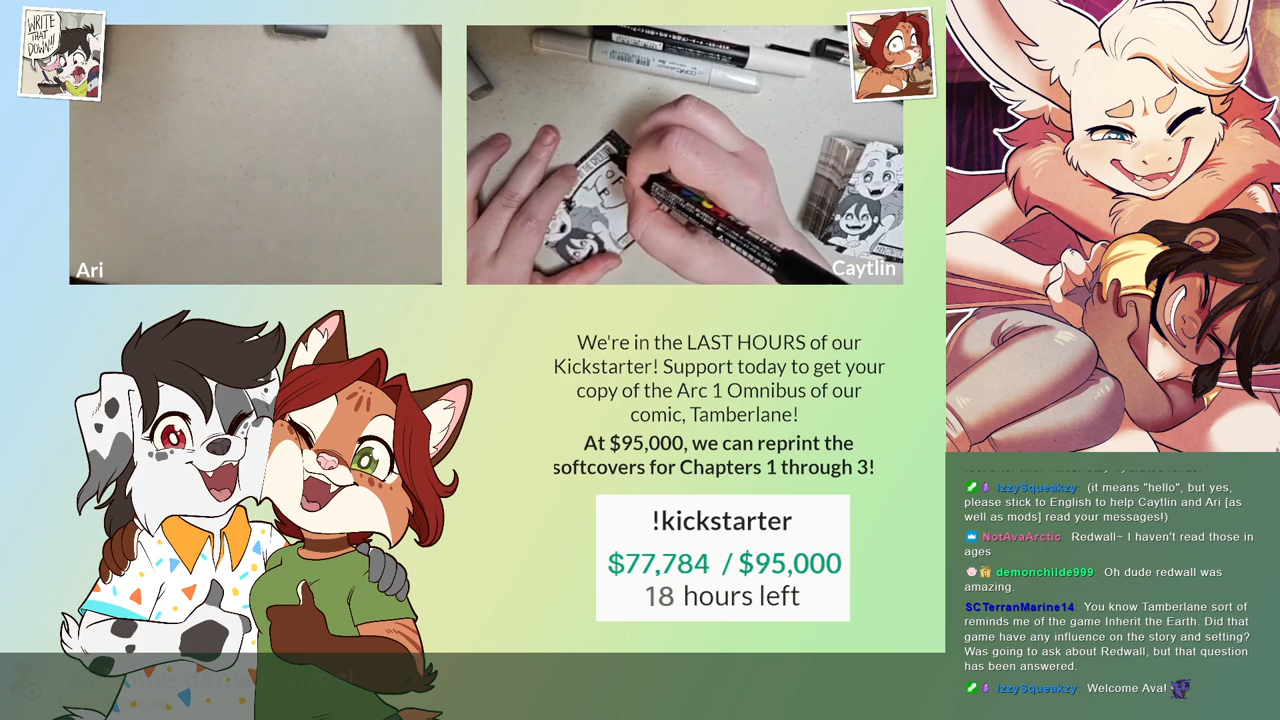 WRITE
THAT
DOWN!!
Ari
Caytlin
We're in the LAST HOURS of our
Kickstarter! Support today to get your
copy of the Arc 1 Omnibus of our
comic, Tamberlane!
At $95,000, we can reprint the
softcovers for Chapters 1 through 3!
!kickstarter
$77,784 / $95,000
18 hours left
IzzySqueakzy: (it means "hello", but yes,
please stick to English to help Caytlin and Ari [as
well as mods] read your messages!)
NotAvaArctic: Redwall~ I haven't read those in
ages
demonchilde999: Oh dude redwall was
amazing.
SCTerranMarine14: You know Tamberlane sort of
reminds me of the game Inherit the Earth. Did that
game have any influence on the story and setting?
Was going to ask about Redwall, but that question
has been answered.
IzzySqueakzy: Welcome Ava!